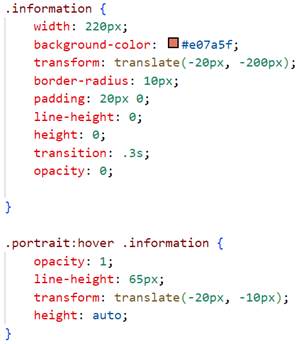 .information {
width: 220px;
background-color: #e07a5f;
transform: translate(-20px, -200px);
border-radius: 10px;
padding: 20px 0;
line-height: 0;
height: 0;
transition: .3s;
opacity: 0;
}
.portrait:hover .information {
opacity: 1;
line-height: 65px;
transform: translate(-20px, -10px);
height: auto;
}